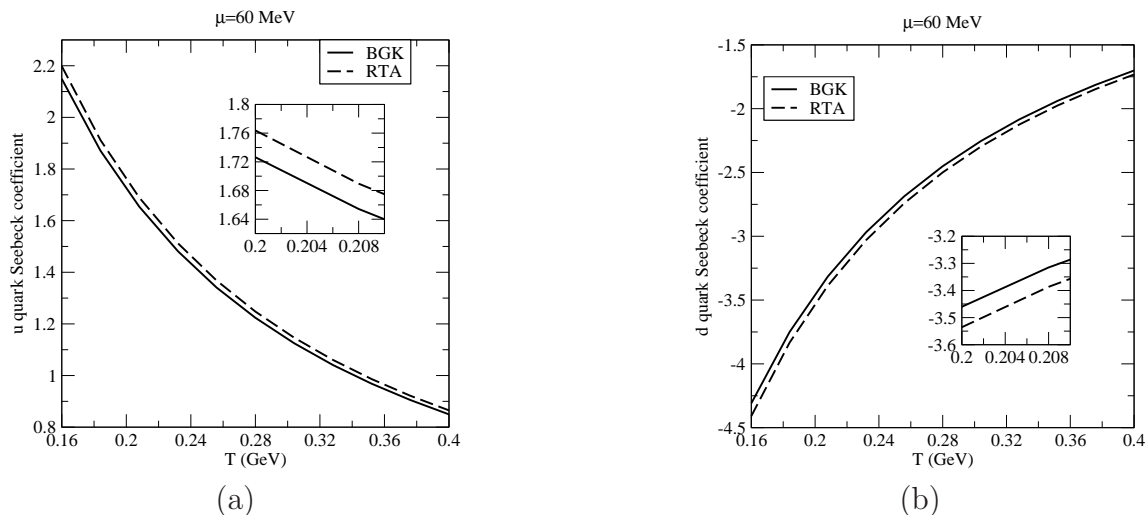 μ=60 MeV
BGK
RTA
u quark Seebeck coefficient
2.2
2
1.8
1.6
1.4
1.2
1
0.8
1.8
1.76
1.72
1.68
1.64
0.2 0.204 0.208
0.16 0.2 0.24 0.28 0.32 0.36 0.4
T (GeV)
(a)
μ=60 MeV
BGK
RTA
d quark Seebeck coefficient
-1.5
-2
-2.5
-3
-3.5
-4
-4.5
-3.2
-3.3
-3.4
-3.5
-3.6
0.2 0.204 0.208
0.16 0.2 0.24 0.28 0.32 0.36 0.4
T (GeV)
(b)